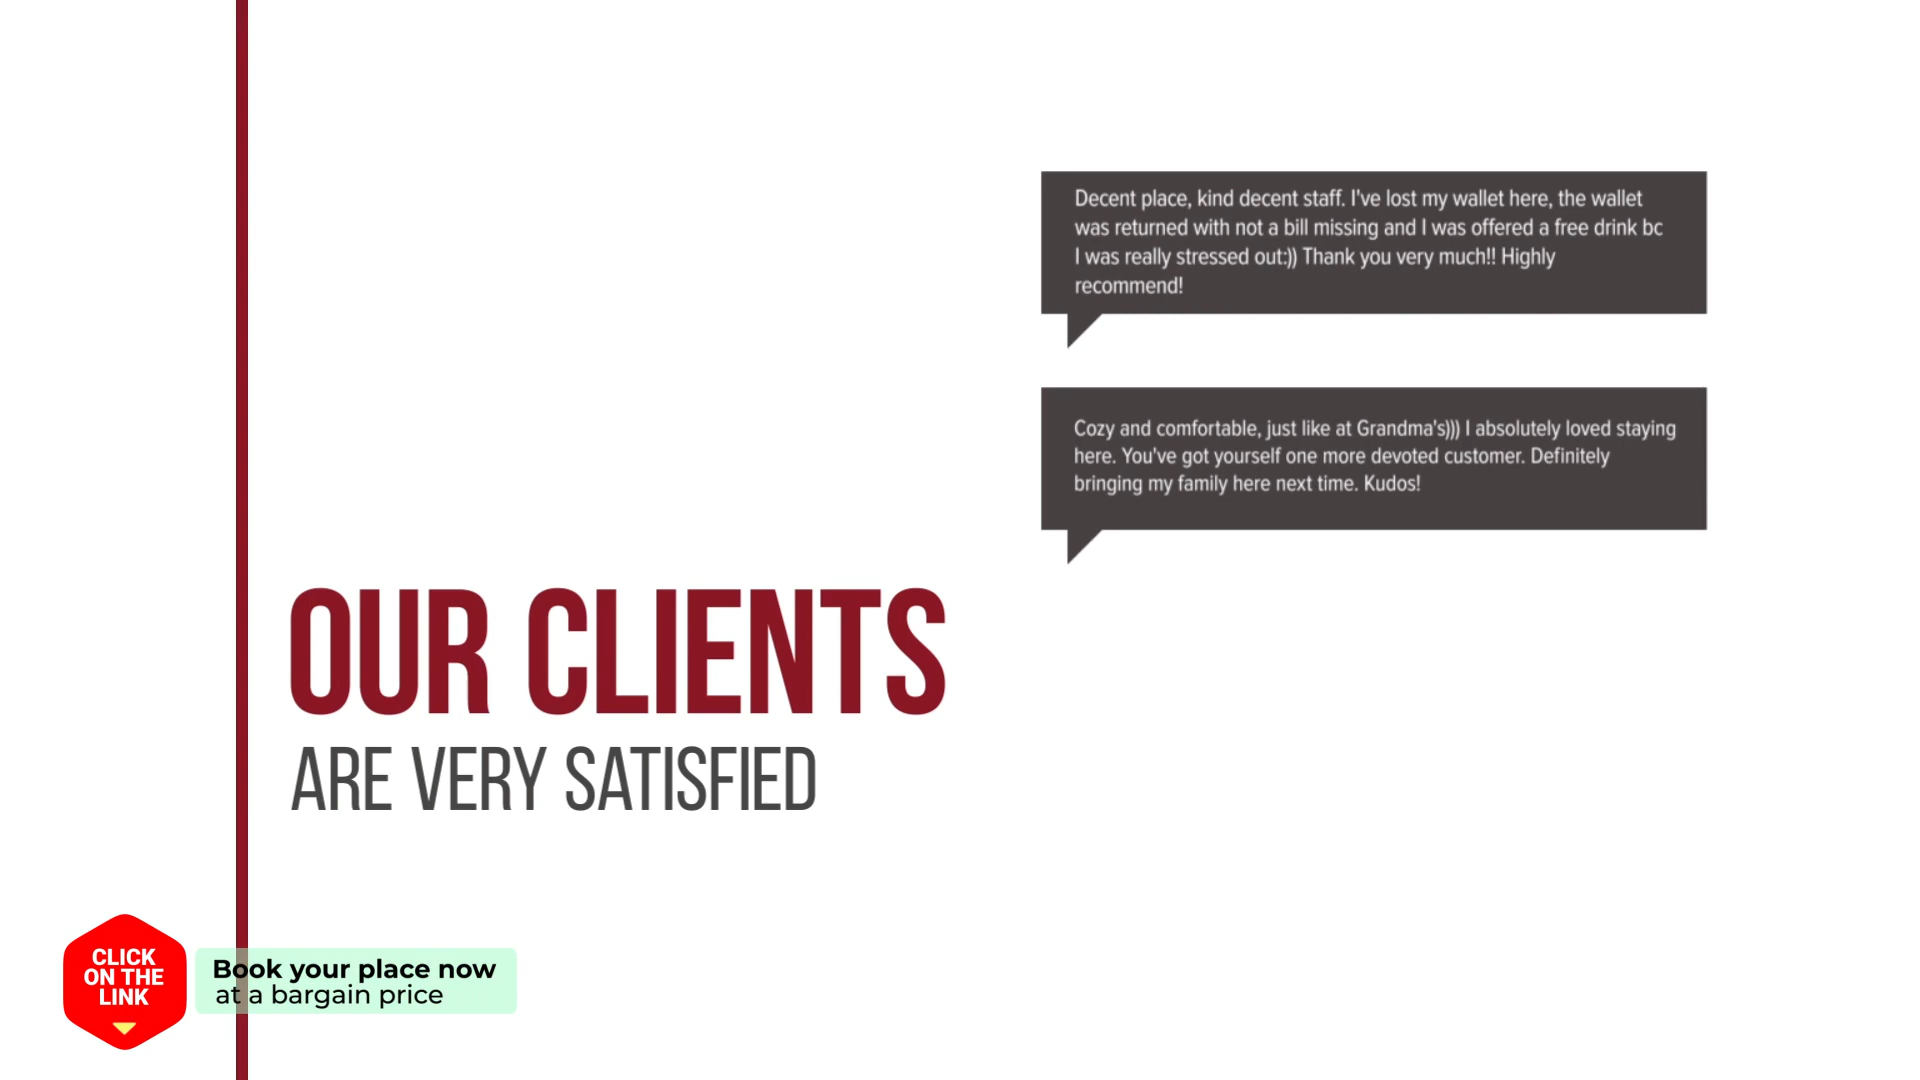 Decent place, kind decent staff. I've lost my wallet here, the wallet
was returned with not a bill missing and I was offered a free drink bc
I was really stressed out:)) Thank you very much!! Highly
recommend!
Cozy and comfortable, just like at Grandma's))) I absolutely loved staying
here. You've got yourself one more devoted customer. Definitely
bringing my family here next time. Kudos!
OUR CLIENTS
ARE VERY SATISFIED
CLICK
ON THE
LINK
Book your place now
at a bargain price